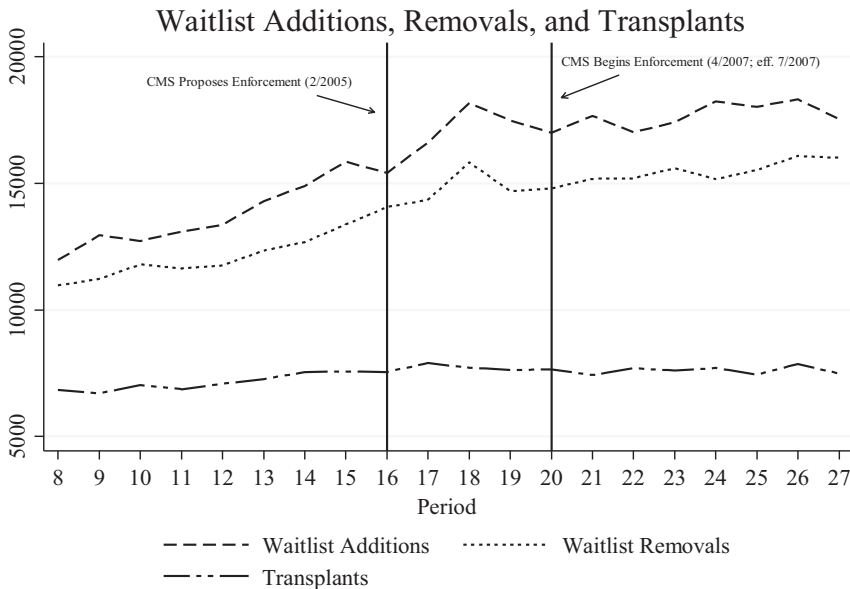 Waitlist Additions, Removals, and Transplants
CMS Begins Enforcement (4/2007; eff. 7/2007)
CMS Proposes Enforcement (2/2005)
20000
15000
10000
5000
8 9 10 11 12 13 14 15 16 17 18 19 20 21 22 23 24 25 26 27
Period
Waitlist Additions Waitlist Removals
Transplants